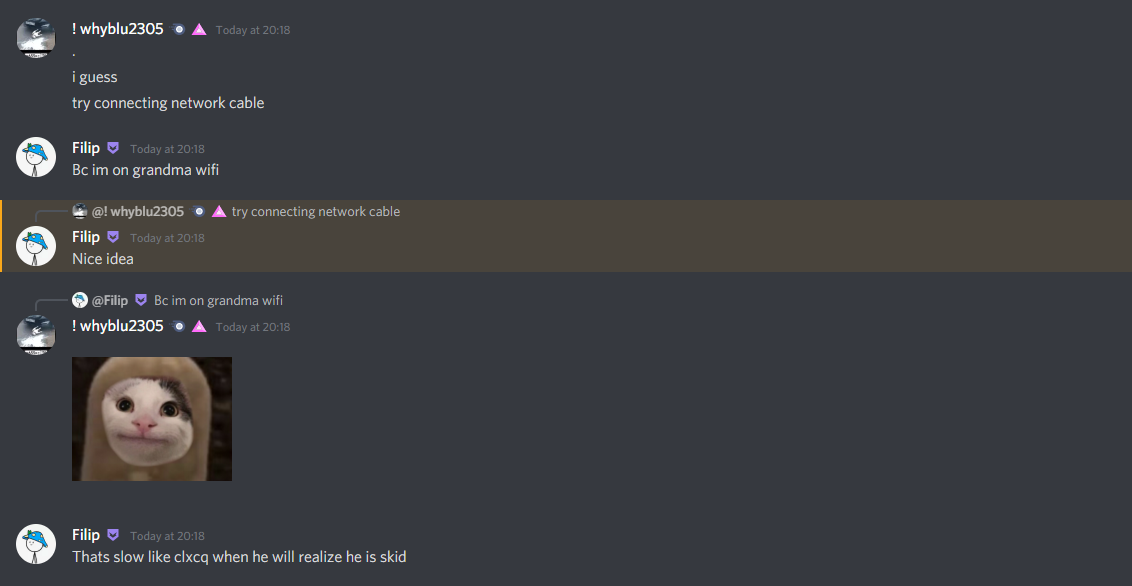 ! whyblu2305 Today at 20:18
.
i guess
try connecting network cable
Filip Today at 20:18
Bc im on grandma wifi
@! whyblu2305 try connecting network cable
Filip Today at 20:18
Nice idea
@Filip Bc im on grandma wifi
! whyblu2305 Today at 20:18
Filip Today at 20:18
Thats slow like clxcq when he will realize he is skid